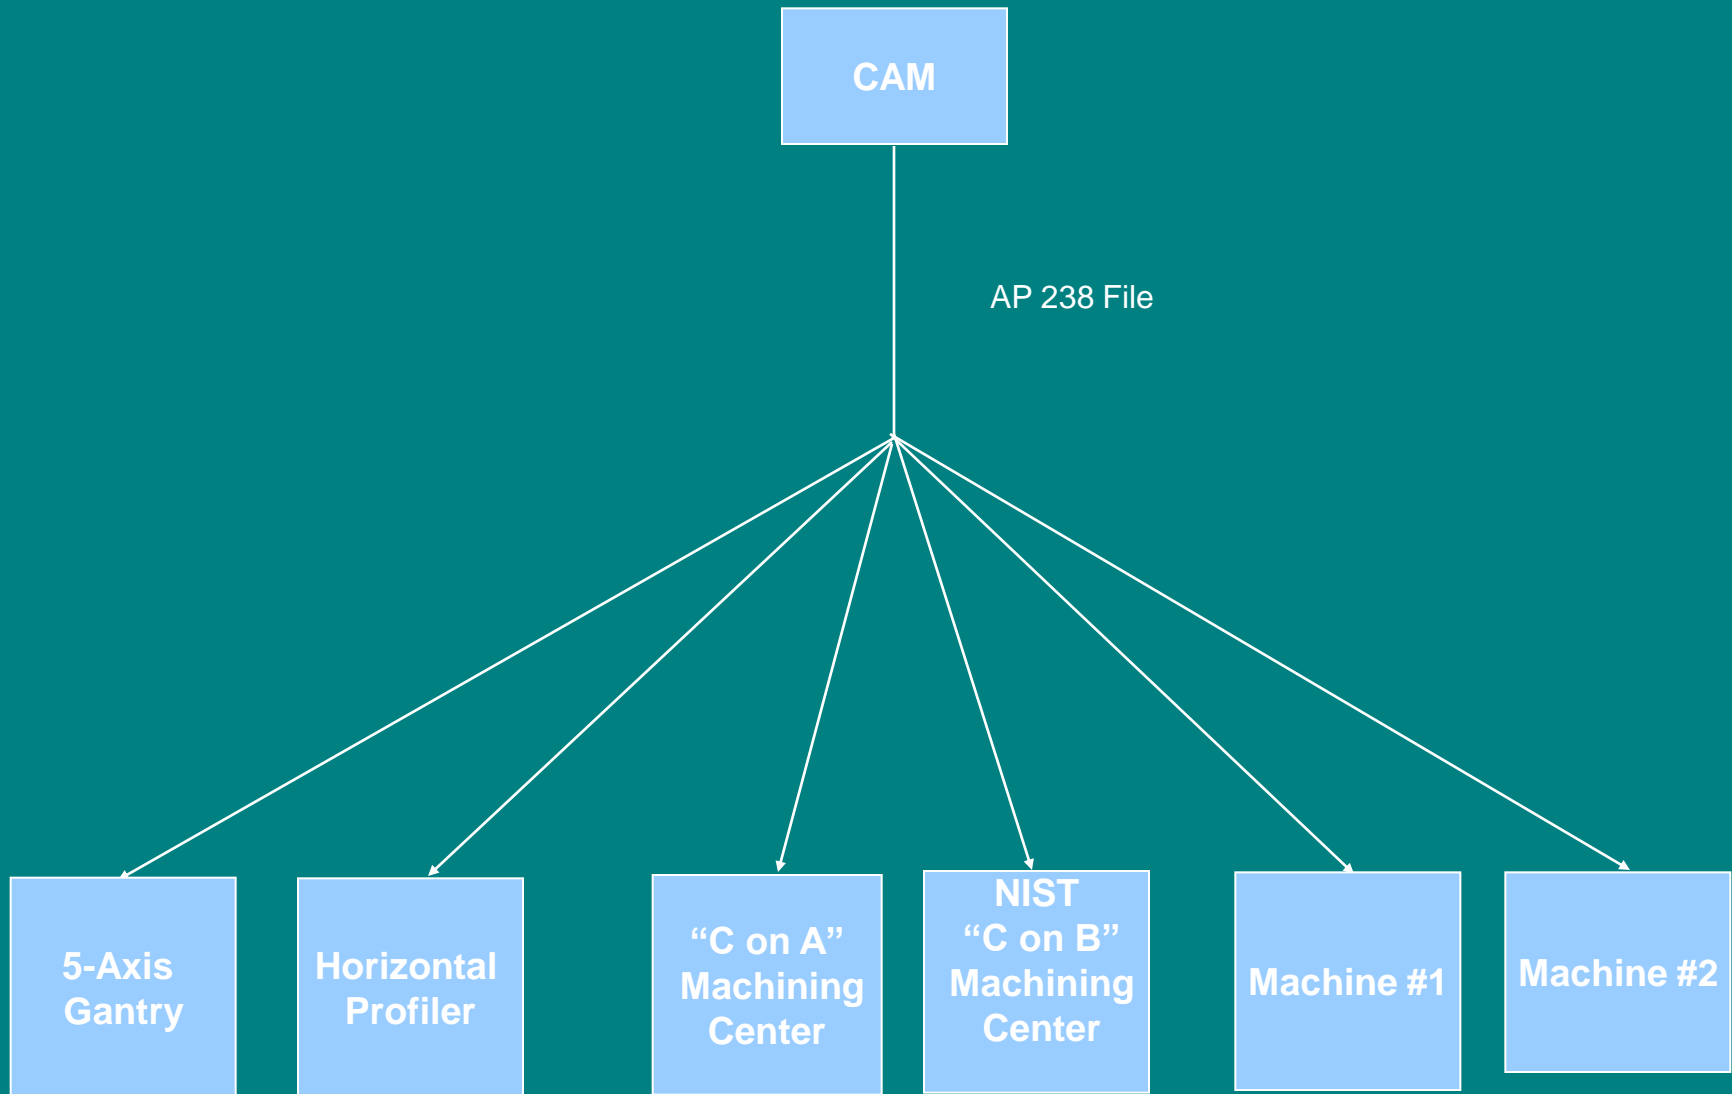 CAM
AP 238 File
5-Axis
Gantry
Horizontal
Profiler
“C on A”
Machining
Center
NIST
“C on B”
Machining
Center
Machine #1
Machine #2